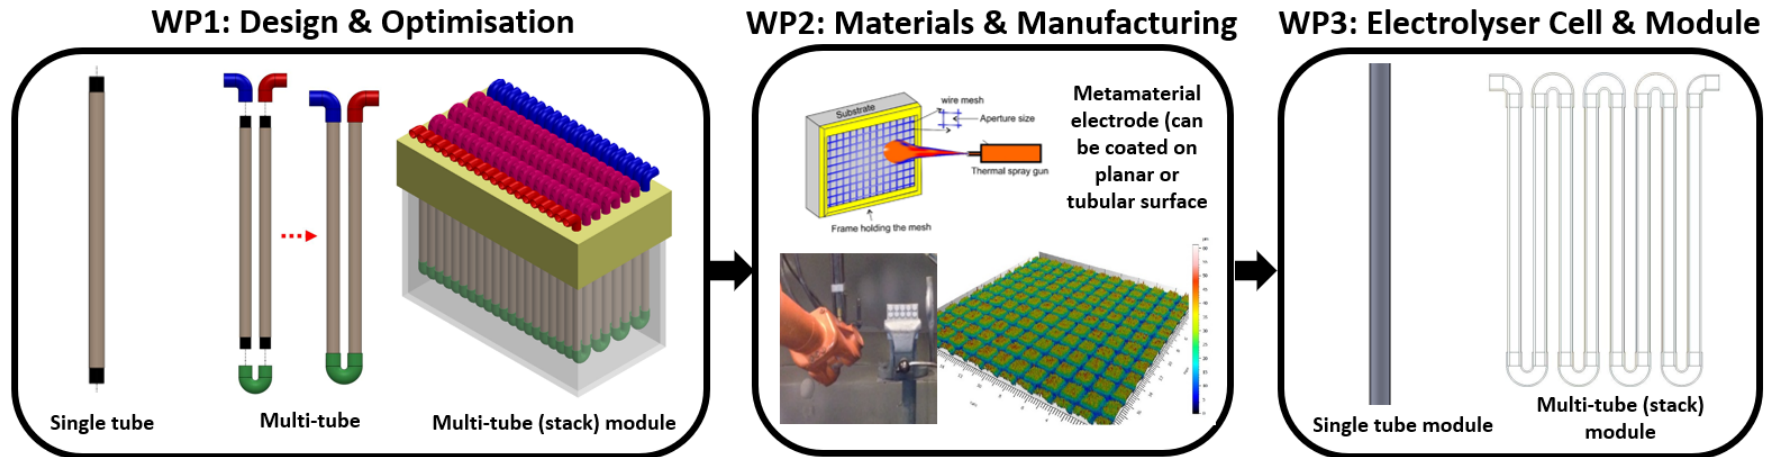 WP1: Design & Optimisation
Single tube
Multi-tube
Multi-tube (stack) module
WP2: Materials & Manufacturing
Substrate
wire mesh
Aperture size
Thermal spray gun
Frame holding the mesh
Metamaterial
electrode (can
be coated on
planar or
tubular surface
WP3: Electrolyser Cell & Module
Single tube module
Multi-tube (stack)
module